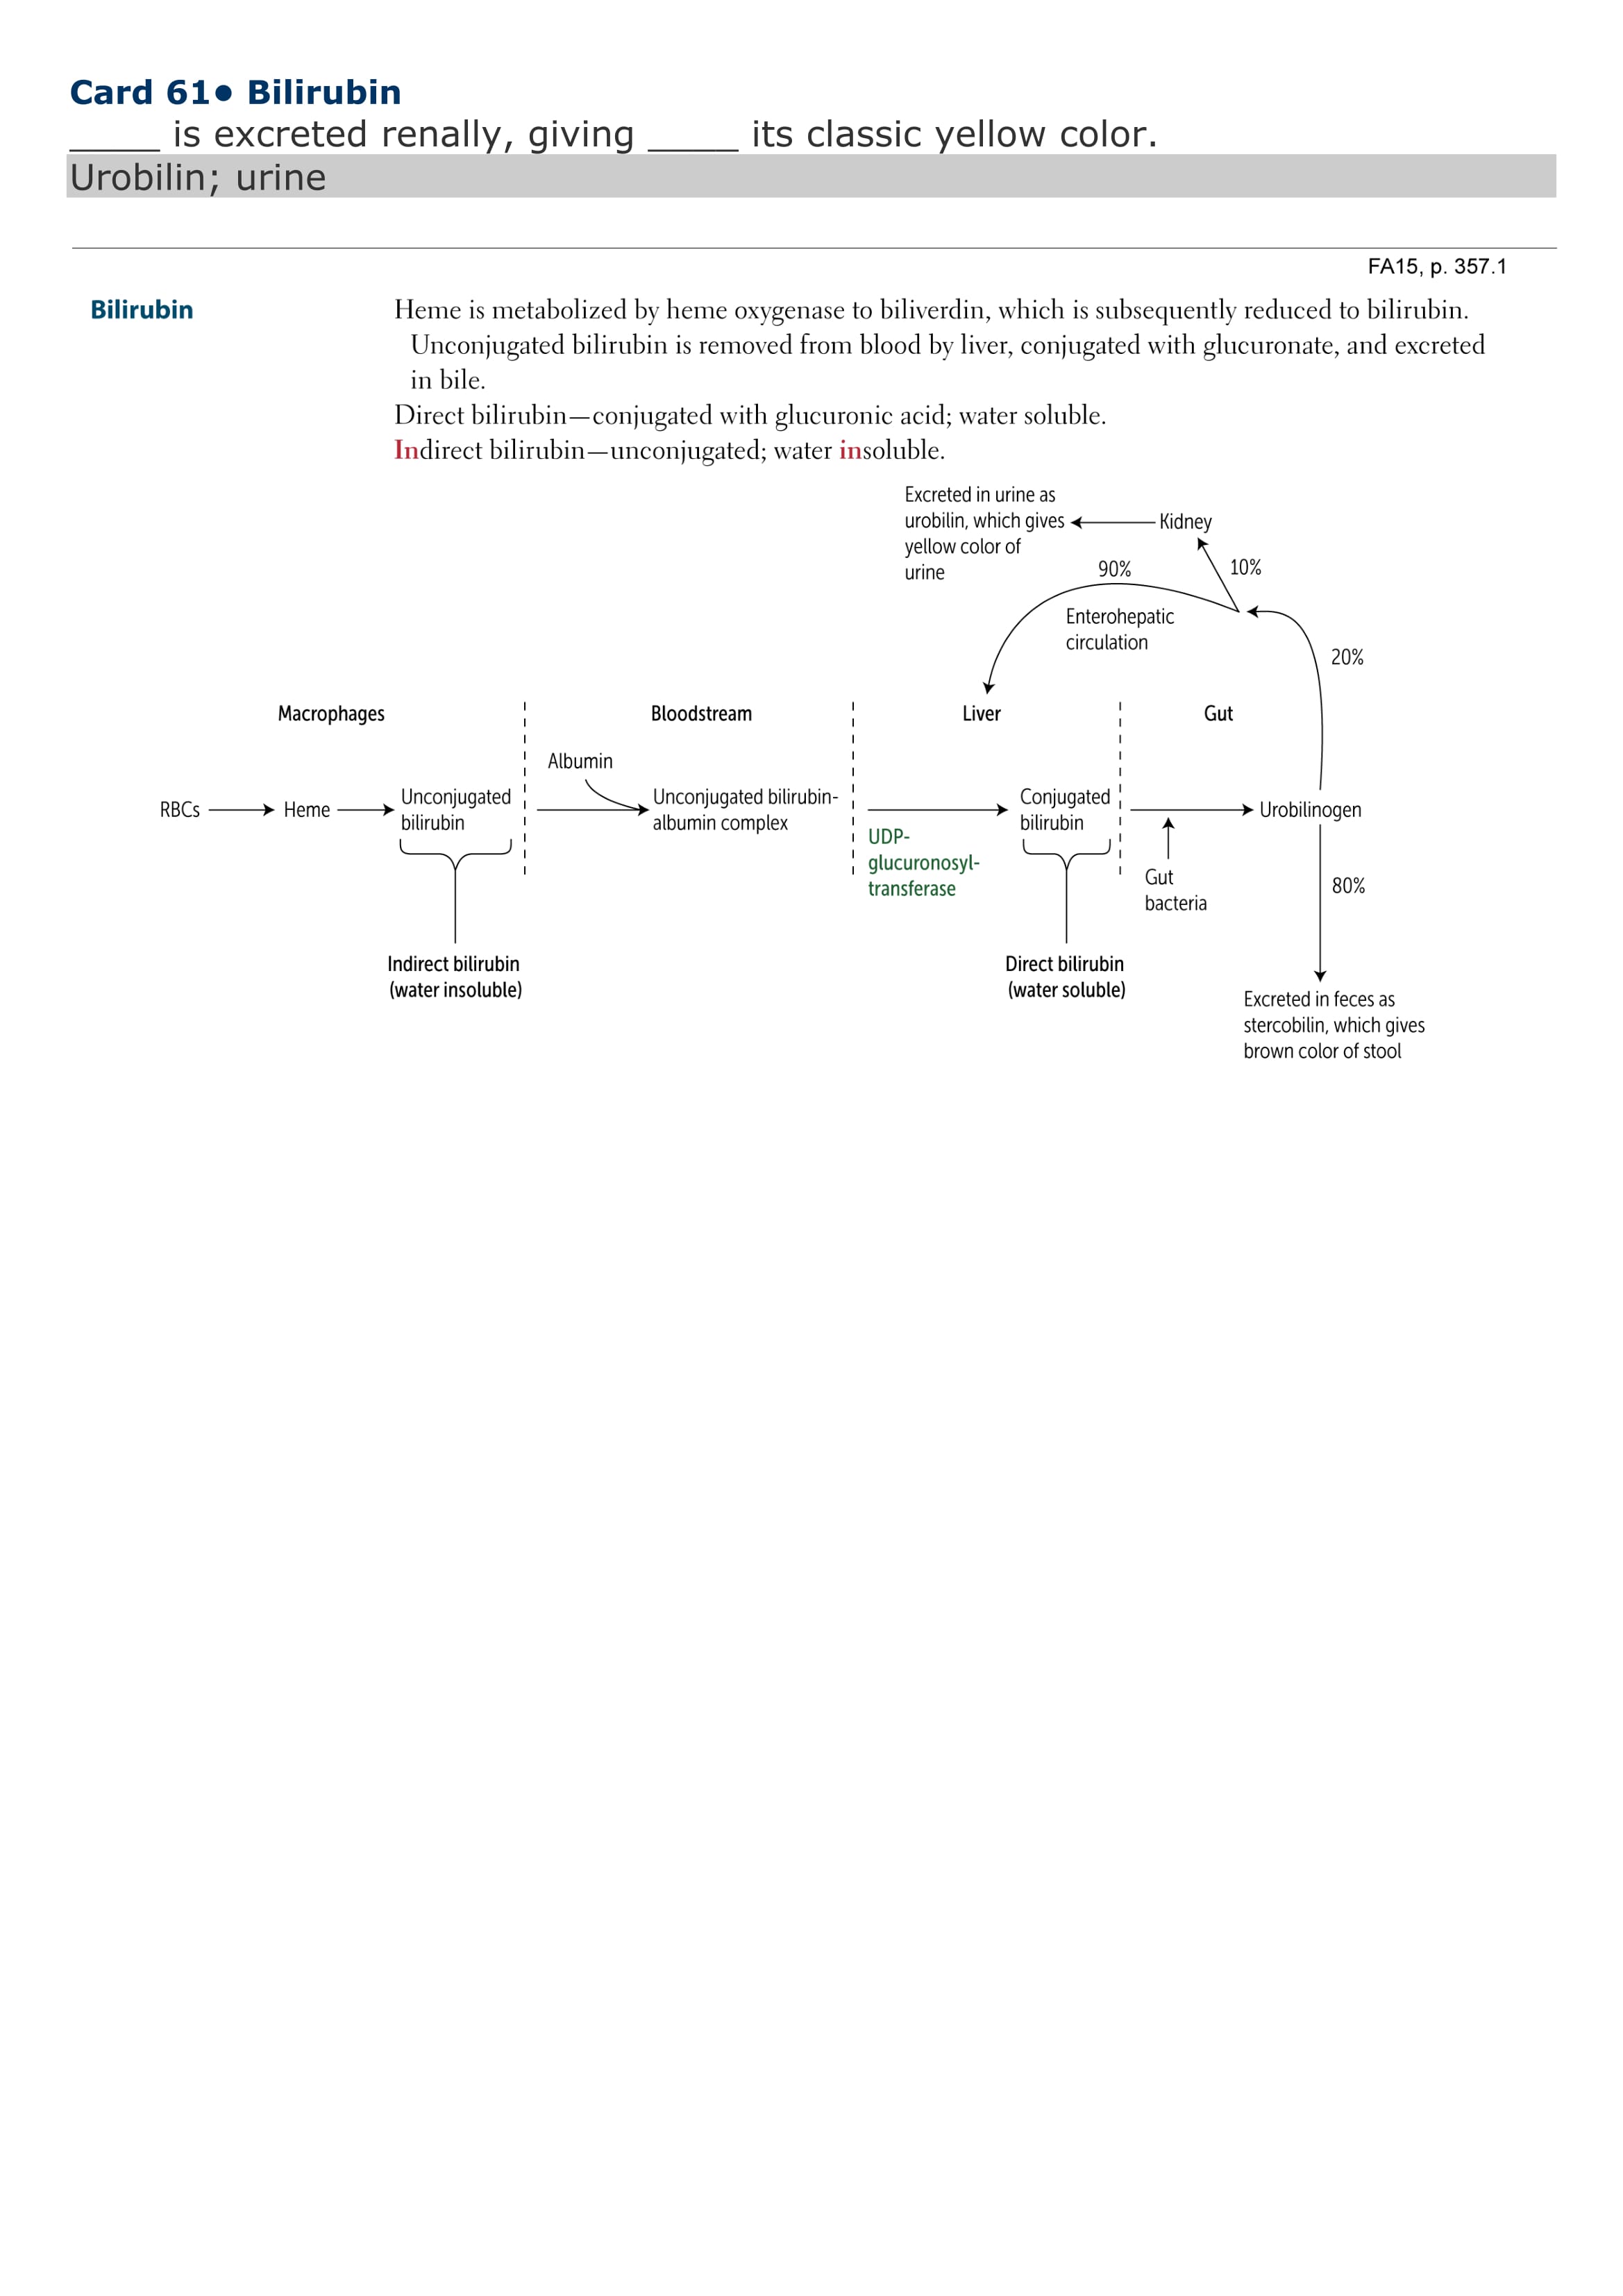 Card 61● Bilirubin
_____ is excreted renally, giving _____ its classic yellow color.
Urobilin; urine
FA15, p. 357.1
Bilirubin
Heme is metabolized by heme oxygenase to biliverdin, which is subsequently reduced to bilirubin.
Unconjugated bilirubin is removed from blood by liver, conjugated with glucuronate, and excreted
in bile.
Direct bilirubin—conjugated with glucuronic acid; water soluble.
Indirect bilirubin—unconjugated; water insoluble.
Excreted in urine as
urobilin, which gives
yellow color of
urine
Kidney
90%
10%
Enterohepatic
circulation
20%
Macrophages
Bloodstream
Liver
Gut
Albumin
RBCs
Heme
Unconjugated
bilirubin
Unconjugated bilirubin-
albumin complex
UDP-
glucuronosyl-
transferase
Conjugated
bilirubin
Urobilinogen
Gut
bacteria
80%
Indirect bilirubin
(water insoluble)
Direct bilirubin
(water soluble)
Excreted in feces as
stercobilin, which gives
brown color of stool